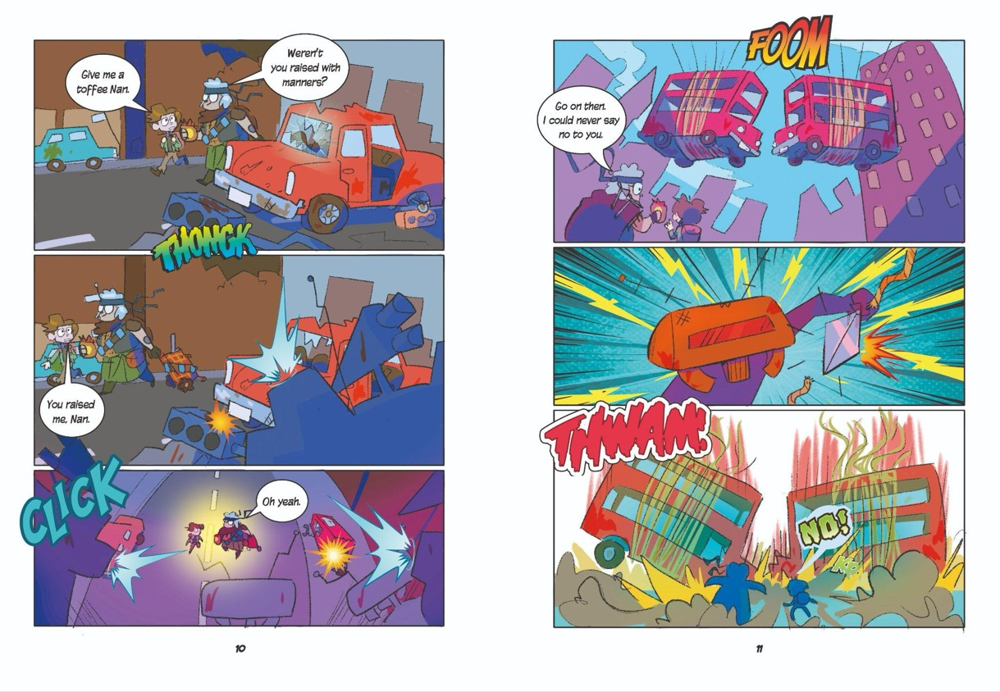 Give me a
toffee Nan.
Weren't
you raised with
manners?
THONGK
You raised
me, Nan.
CLICK
Oh yeah.
10
FOOM
Go on then.
I could never say
no to you.
THWAM!
NO!
11